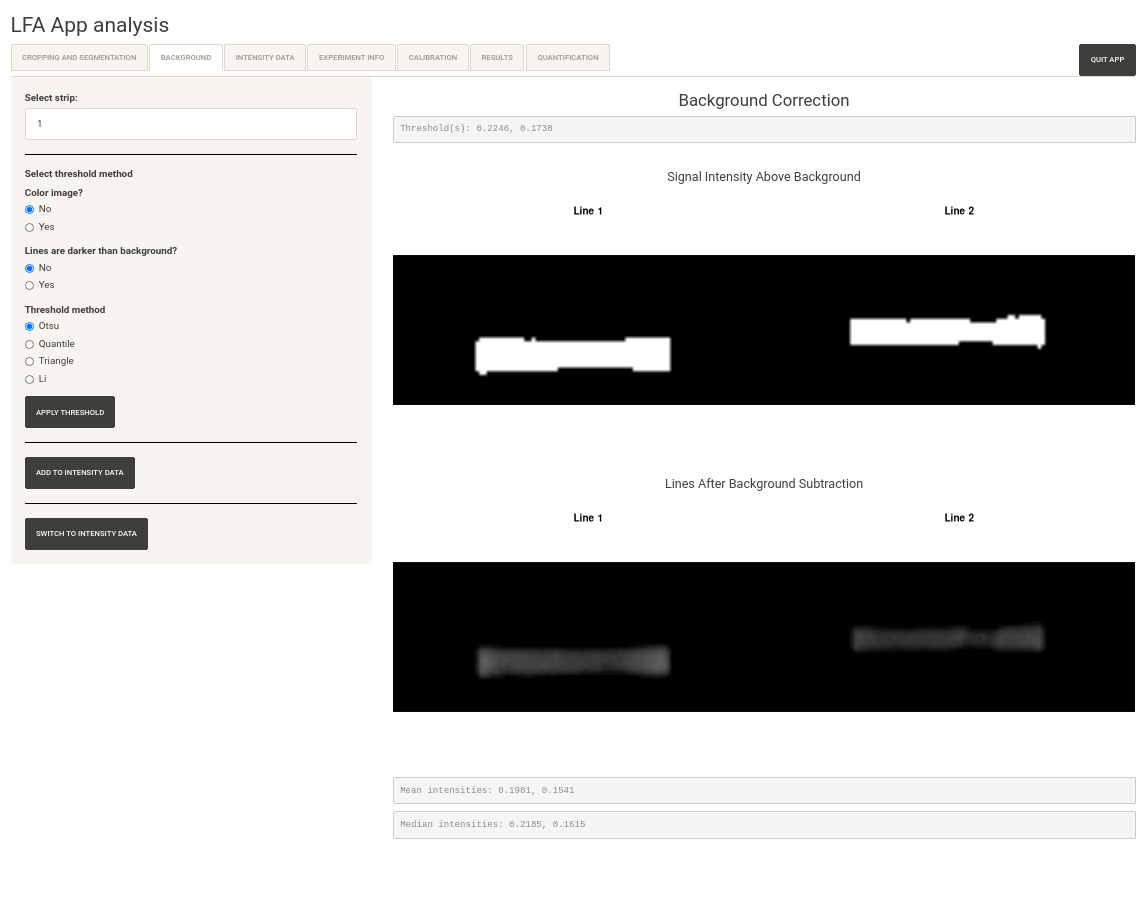 LFA App analysis
CROPPING AND SEGMENTATION BACKGROUND INTENSITY DATA EXPERIMENT INFO CALIBRATION RESULTS QUANTIFICATION QUIT APP
Select strip:
1
Select threshold method
Color image?
No
Yes
Lines are darker than background?
No
Yes
Threshold method
Otsu
Quantile
Triangle
Li
APPLY THRESHOLD
ADD TO INTENSITY DATA
SWITCH TO INTENSITY DATA
Background Correction
Threshold(s): 0.2246, 0.1738
Signal Intensity Above Background
Line 1 Line 2
Lines After Background Subtraction
Line 1 Line 2
Mean intensities: 0.1981, 0.1541
Median intensities: 0.2185, 0.1615